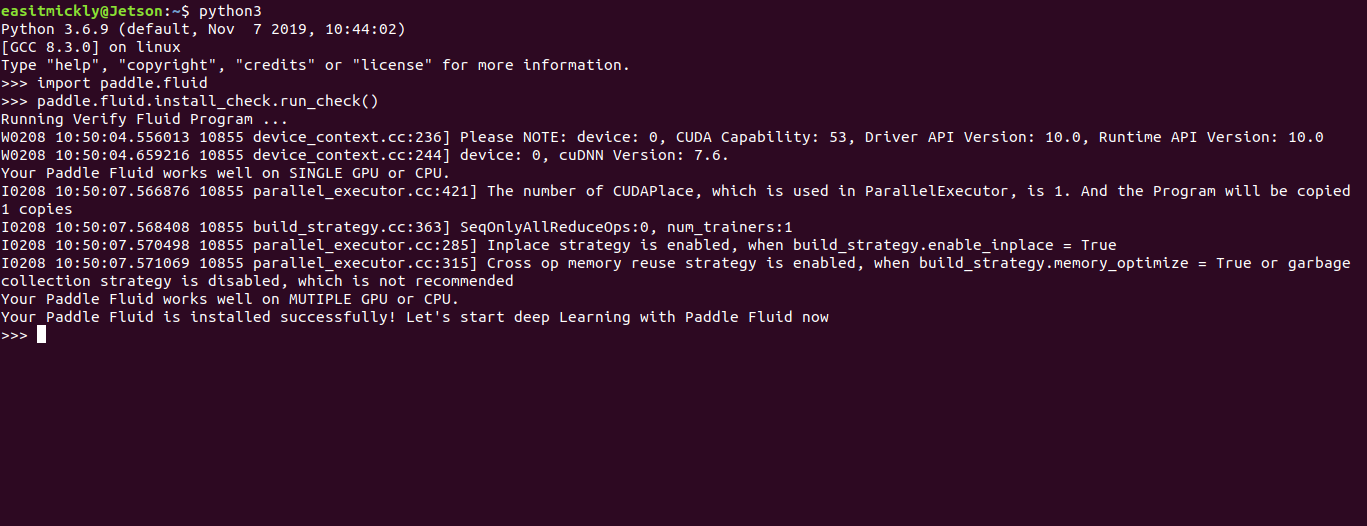 easitmickly@Jetson:~$ python3
Python 3.6.9 (default, Nov  7 2019, 10:44:02)
[GCC 8.3.0] on linux
Type "help", "copyright", "credits" or "license" for more information.
>>> import paddle.fluid
>>> paddle.fluid.install_check.run_check()
Running Verify Fluid Program ...
W0208 10:50:04.556013 10855 device_context.cc:236] Please NOTE: device: 0, CUDA Capability: 53, Driver API Version: 10.0, Runtime API Version: 10.0
W0208 10:50:04.659216 10855 device_context.cc:244] device: 0, cuDNN Version: 7.6.
Your Paddle Fluid works well on SINGLE GPU or CPU.
I0208 10:50:07.566876 10855 parallel_executor.cc:421] The number of CUDAPlace, which is used in ParallelExecutor, is 1. And the Program will be copied
1 copies
I0208 10:50:07.568408 10855 build_strategy.cc:363] SeqOnlyAllReduceOps:0, num_trainers:1
I0208 10:50:07.570498 10855 parallel_executor.cc:285] Inplace strategy is enabled, when build_strategy.enable_inplace = True
I0208 10:50:07.571069 10855 parallel_executor.cc:315] Cross op memory reuse strategy is enabled, when build_strategy.memory_optimize = True or garbage
collection strategy is disabled, which is not recommended
Your Paddle Fluid works well on MUTIPLE GPU or CPU.
Your Paddle Fluid is installed successfully! Let's start deep Learning with Paddle Fluid now
>>>